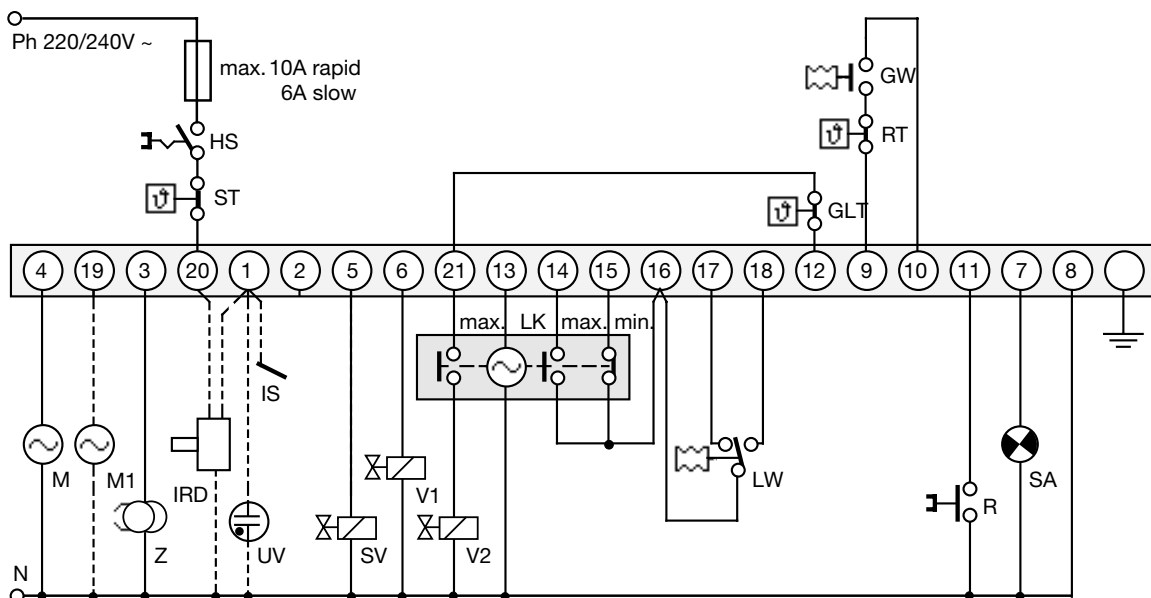 Ph 220/240V ~
max. 10A rapid
6A slow
HS
ST
GW
RT
GLT
4 19 3 20 1 2 5 6 21 13 14 15 16 17 18 12 9 10 11 7 8
max. LK max. min.
IS
M
M1
IRD
Z
UV
SV
V1
V2
LW
R
SA
N